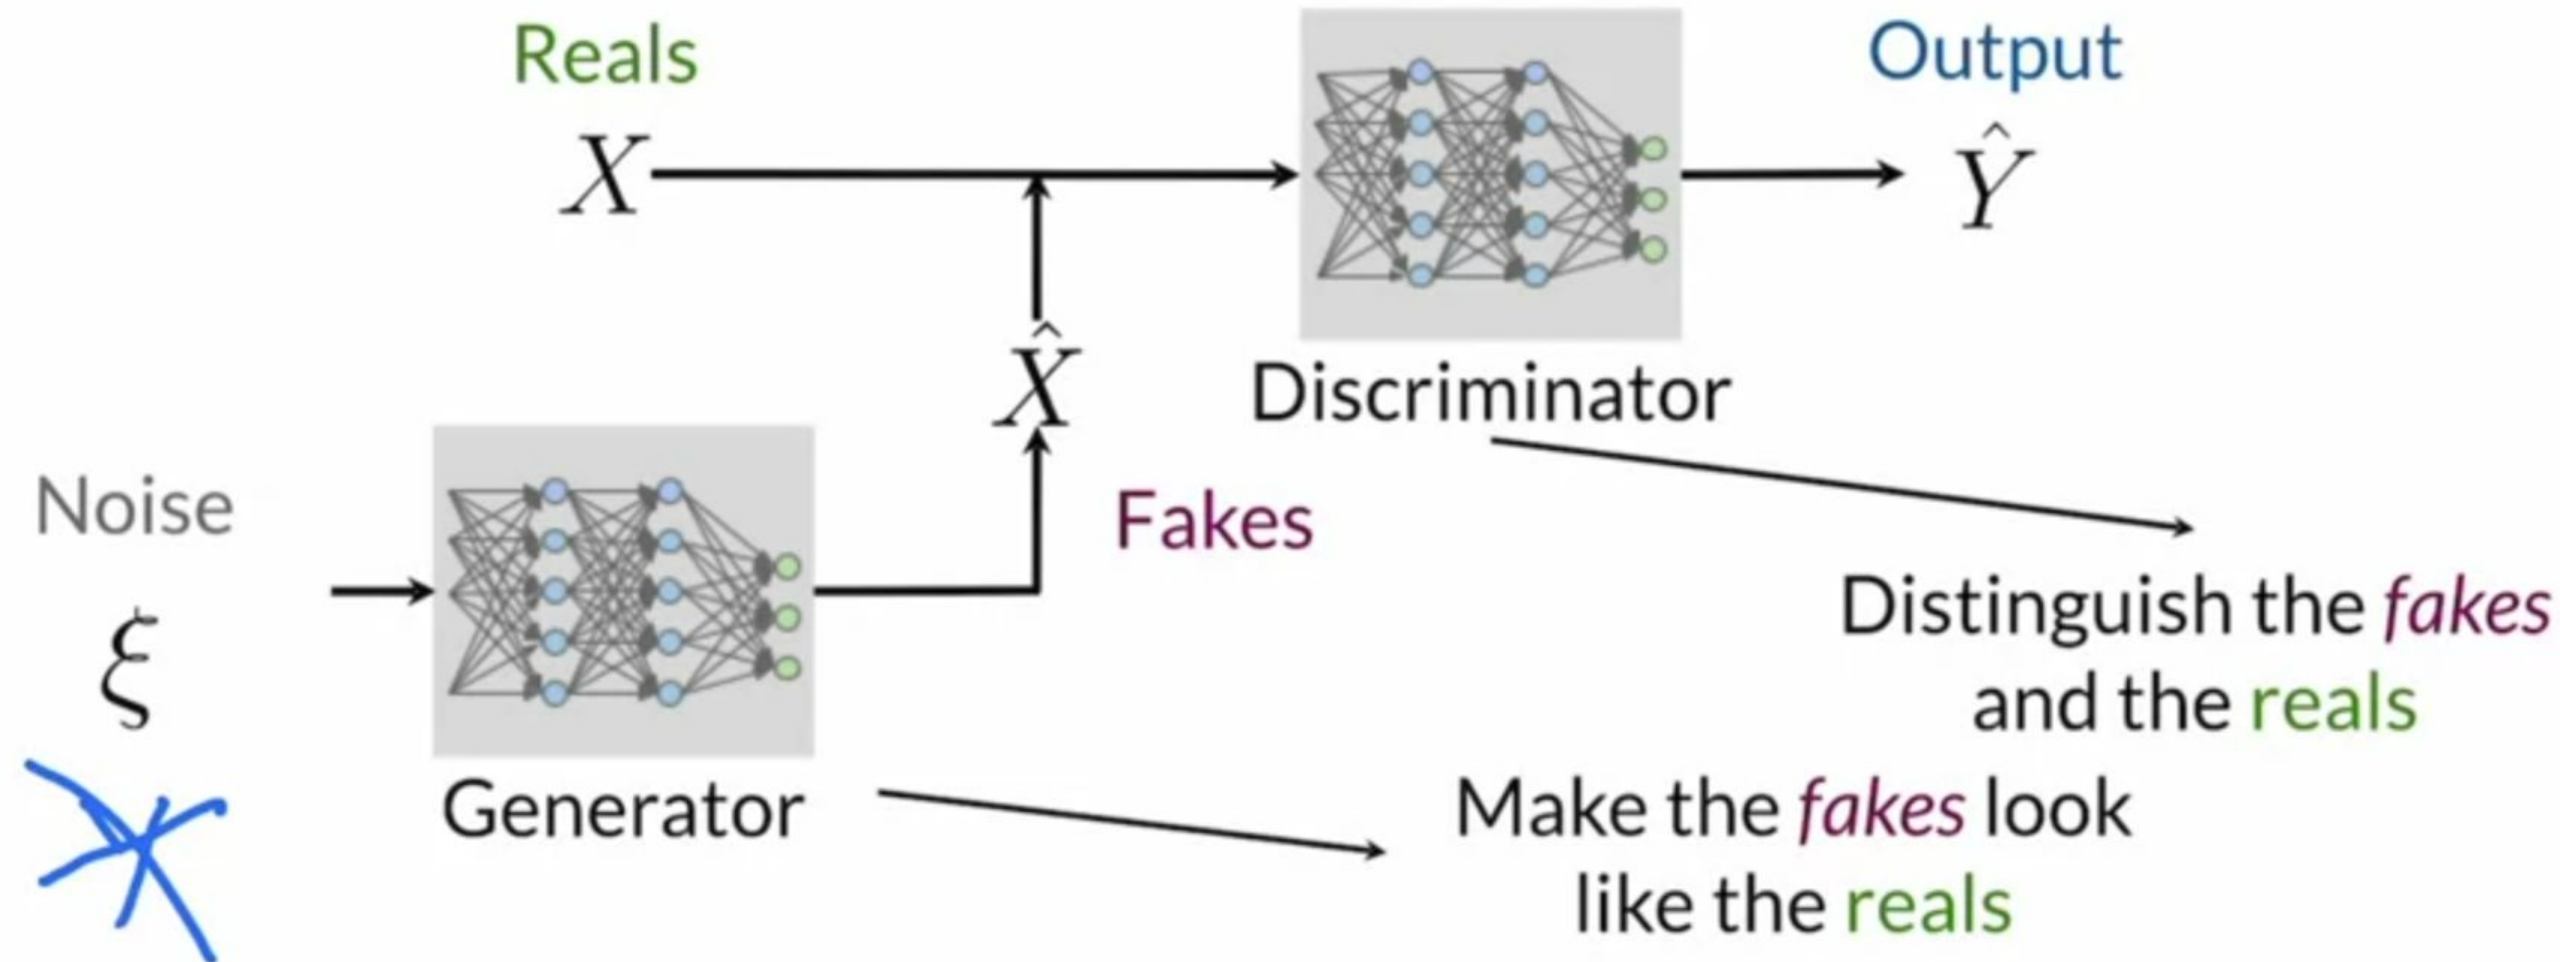 Reals
X
Output
Ŷ
Discriminator
X̂
Fakes
Noise
ξ
Generator
Distinguish the fakes
and the reals
Make the fakes look
like the reals